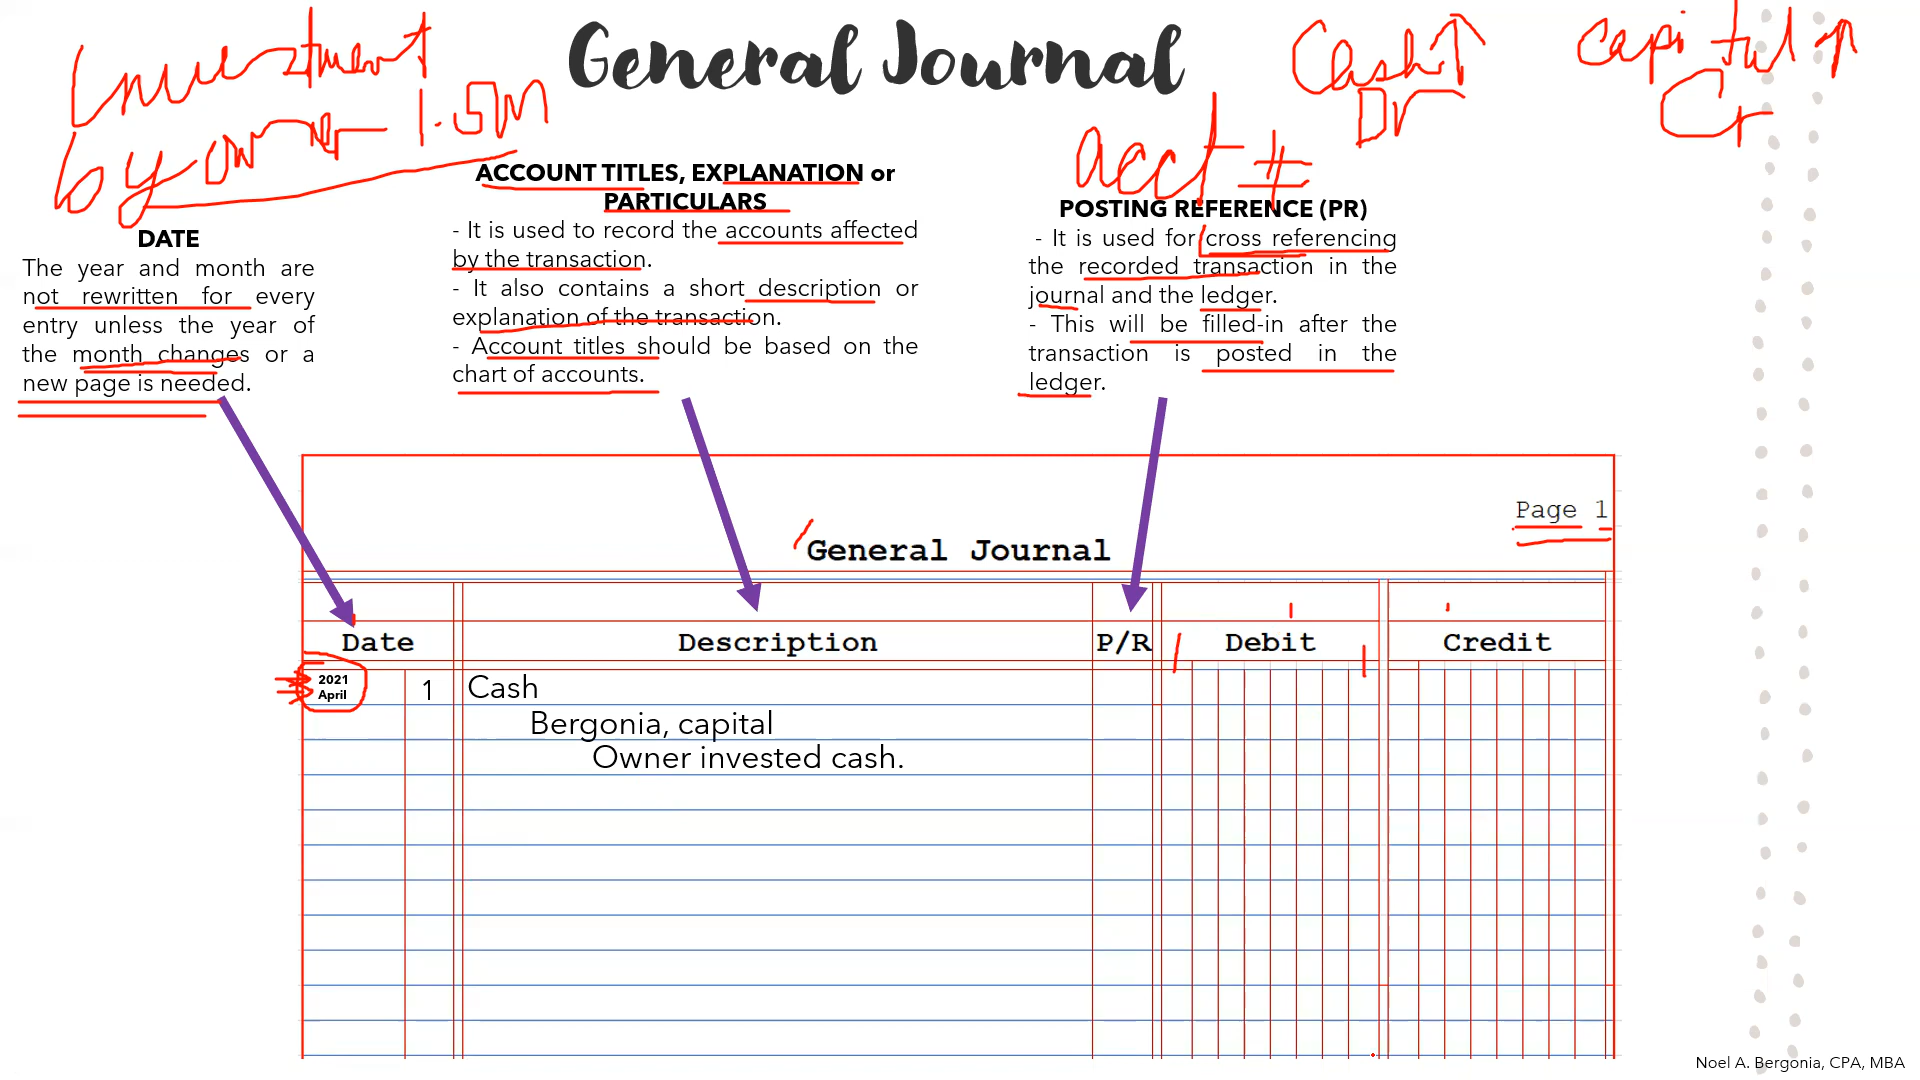 Investment
by owner 1.5M
General Journal
Cash ↑
Dr
capital ↑
Cr
acct #
DATE
The year and month are
not rewritten for every
entry unless the year of
the month changes or a
new page is needed.
ACCOUNT TITLES, EXPLANATION or
PARTICULARS
- It is used to record the accounts affected
by the transaction.
- It also contains a short description or
explanation of the transaction.
- Account titles should be based on the
chart of accounts.
POSTING REFERENCE (PR)
- It is used for cross referencing
the recorded transaction in the
journal and the ledger.
- This will be filled-in after the
transaction is posted in the
ledger.
Page 1
General Journal
Date Description P/R Debit Credit
2021
April 1 Cash
Bergonia, capital
Owner invested cash.
Noel A. Bergonia, CPA, MBA